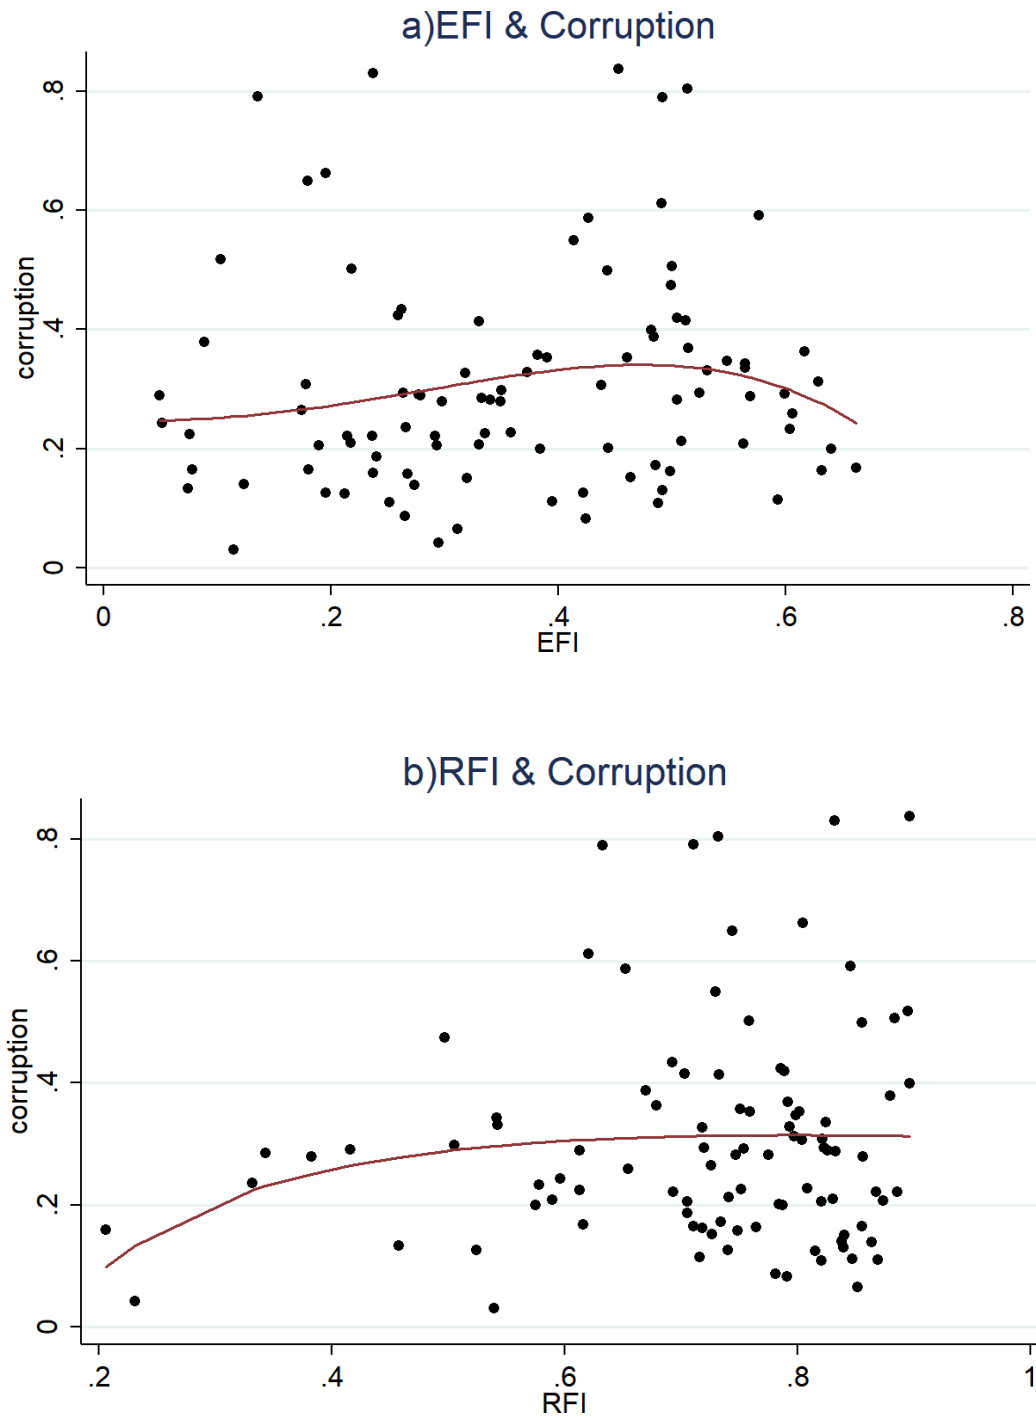 a)EFI & Corruption
corruption
.8
.6
.4
.2
0
0 .2 .4 .6 .8
EFI
b)RFI & Corruption
corruption
.8
.6
.4
.2
0
.2 .4 .6 .8 1
RFI